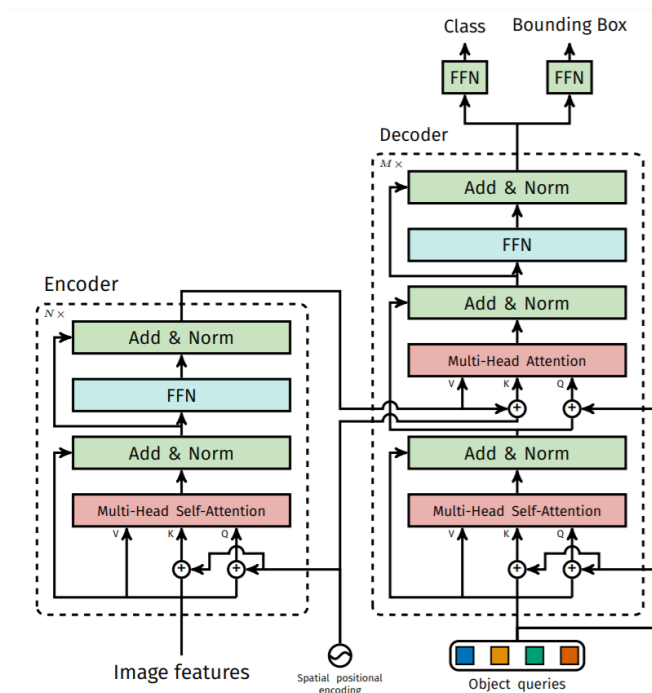 Class
Bounding Box
FFN
FFN
Decoder
M ×
Add & Norm
FFN
Add & Norm
Multi-Head Attention
V
K
Q
Add & Norm
Multi-Head Self-Attention
V
K
Q
Object queries
Encoder
N ×
Add & Norm
FFN
Add & Norm
Multi-Head Self-Attention
V
K
Q
Image features
Spatial positional
encoding